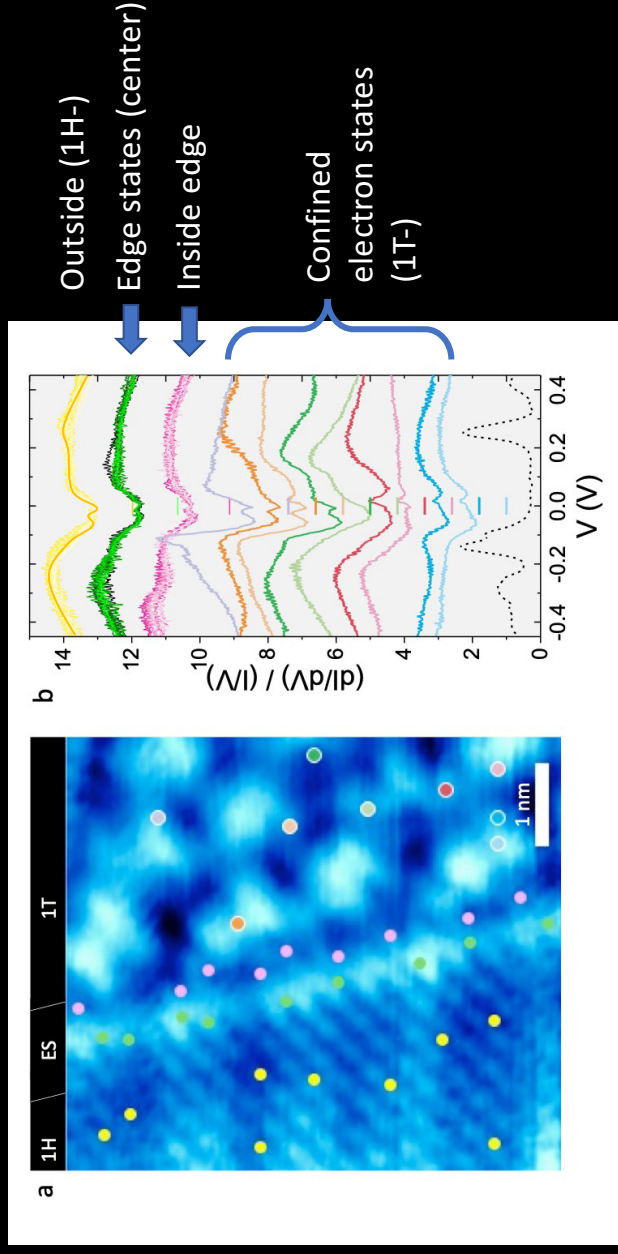 a
1H
ES
1T
1 nm
b
14
12
10
8
6
4
2
0
(dI/dV) / (I/V)
-0.4
-0.2
0.0
0.2
0.4
V (V)
Outside (1H-)
Edge states (center)
Inside edge
Confined
electron states
(1T-)